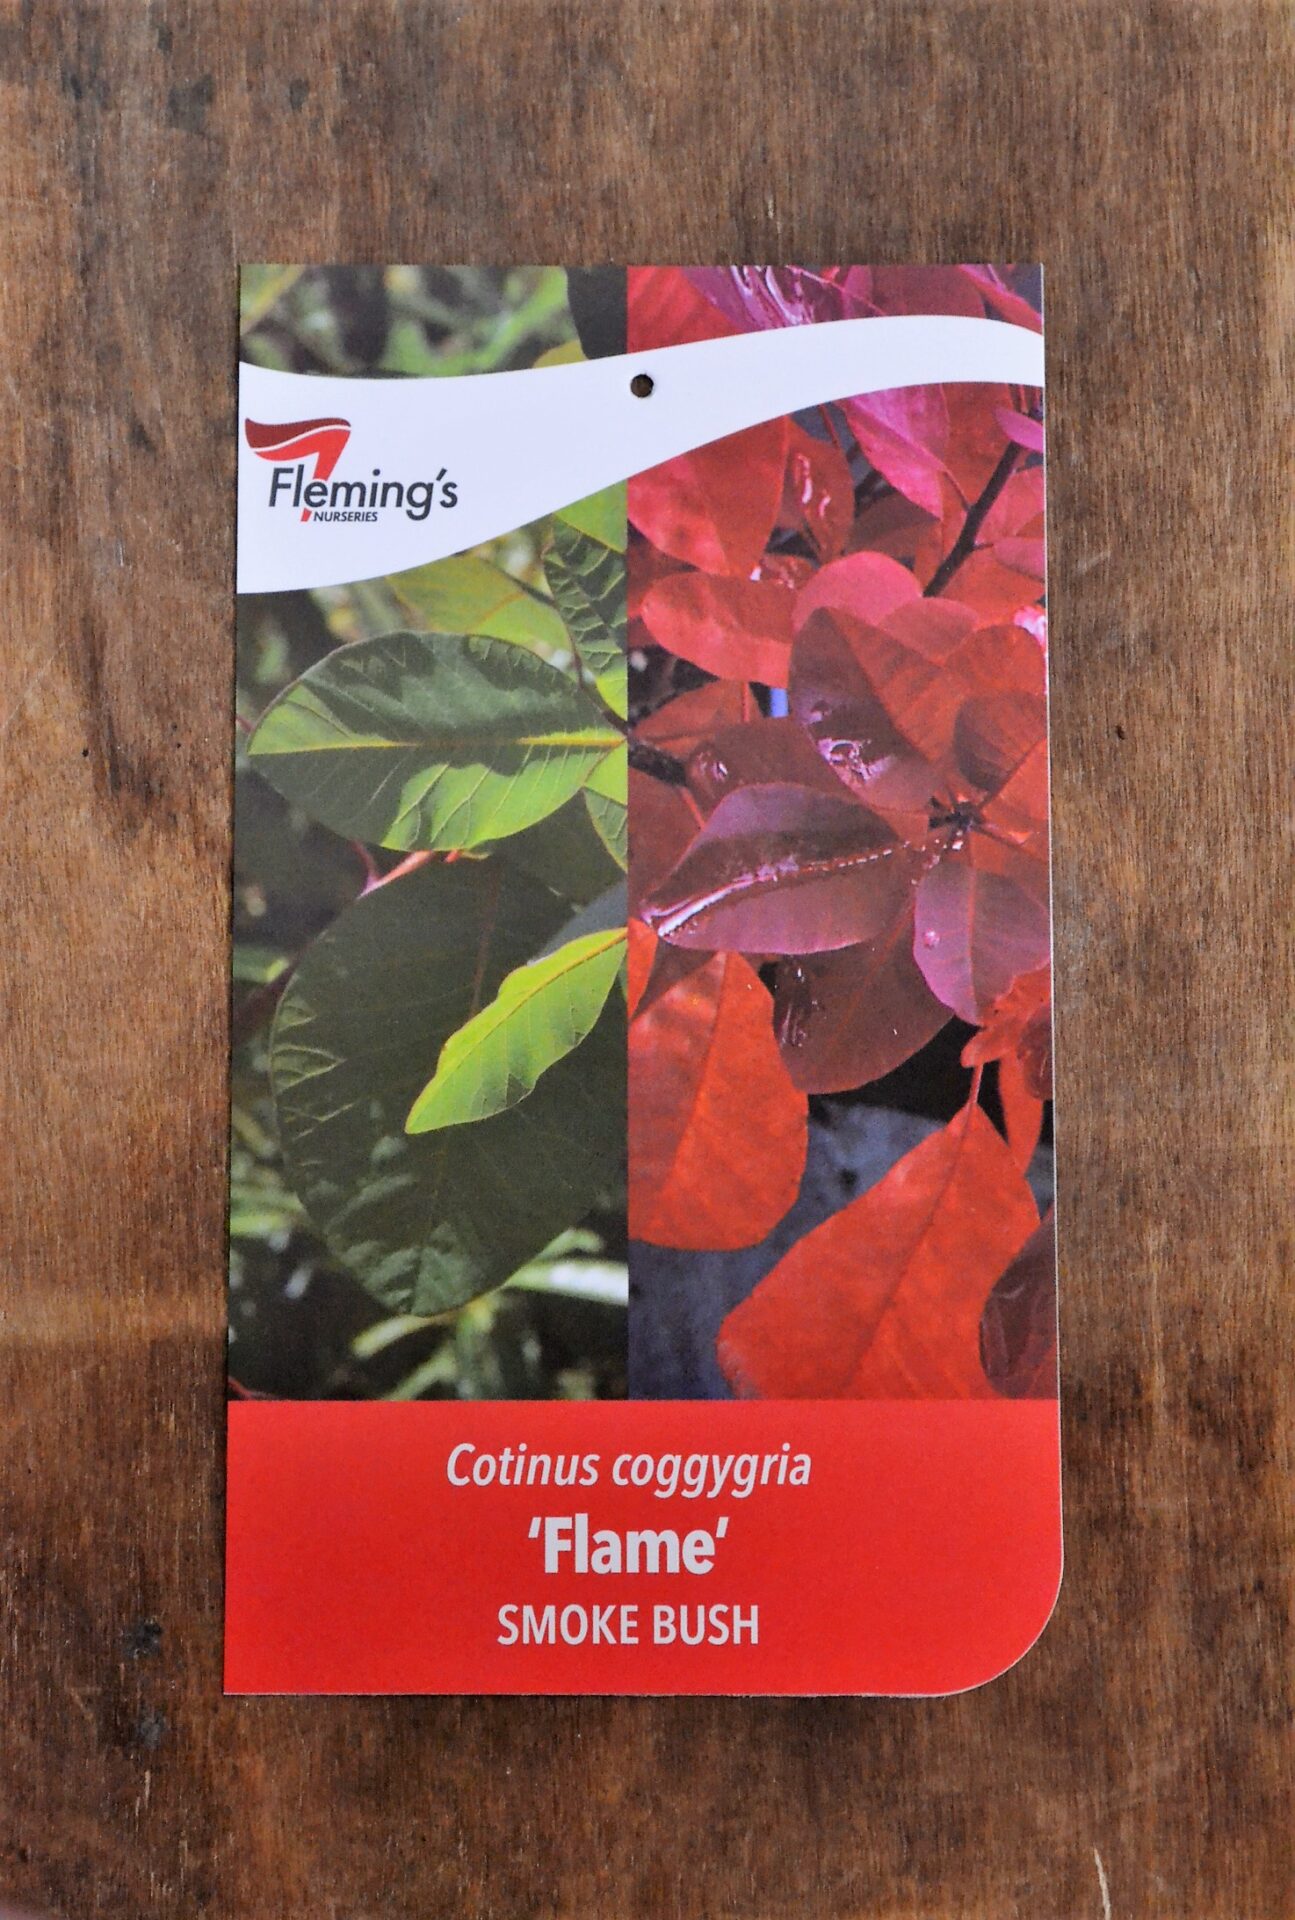 Fleming's
NURSERIES
Cotinus coggygria
'Flame'
SMOKE BUSH